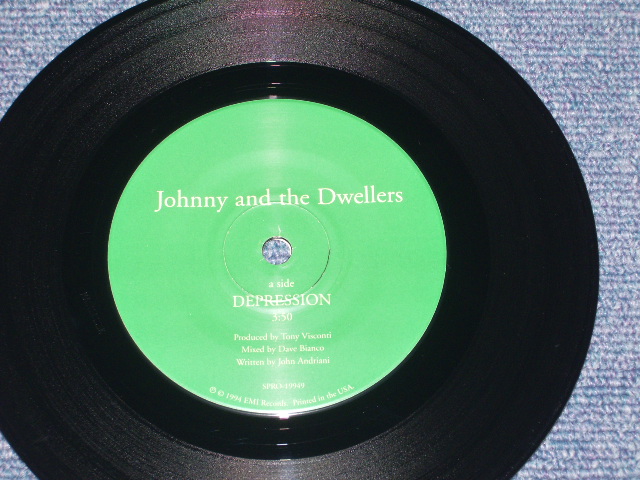 Johnny and the Dwellers
a side
DEPRESSION
3:50
Produced by Tony Visconti
Mixed by Dave Bianco
Written by John Andriani
SPRO-19949
℗ © 1994 EMI Records. Printed in the USA.